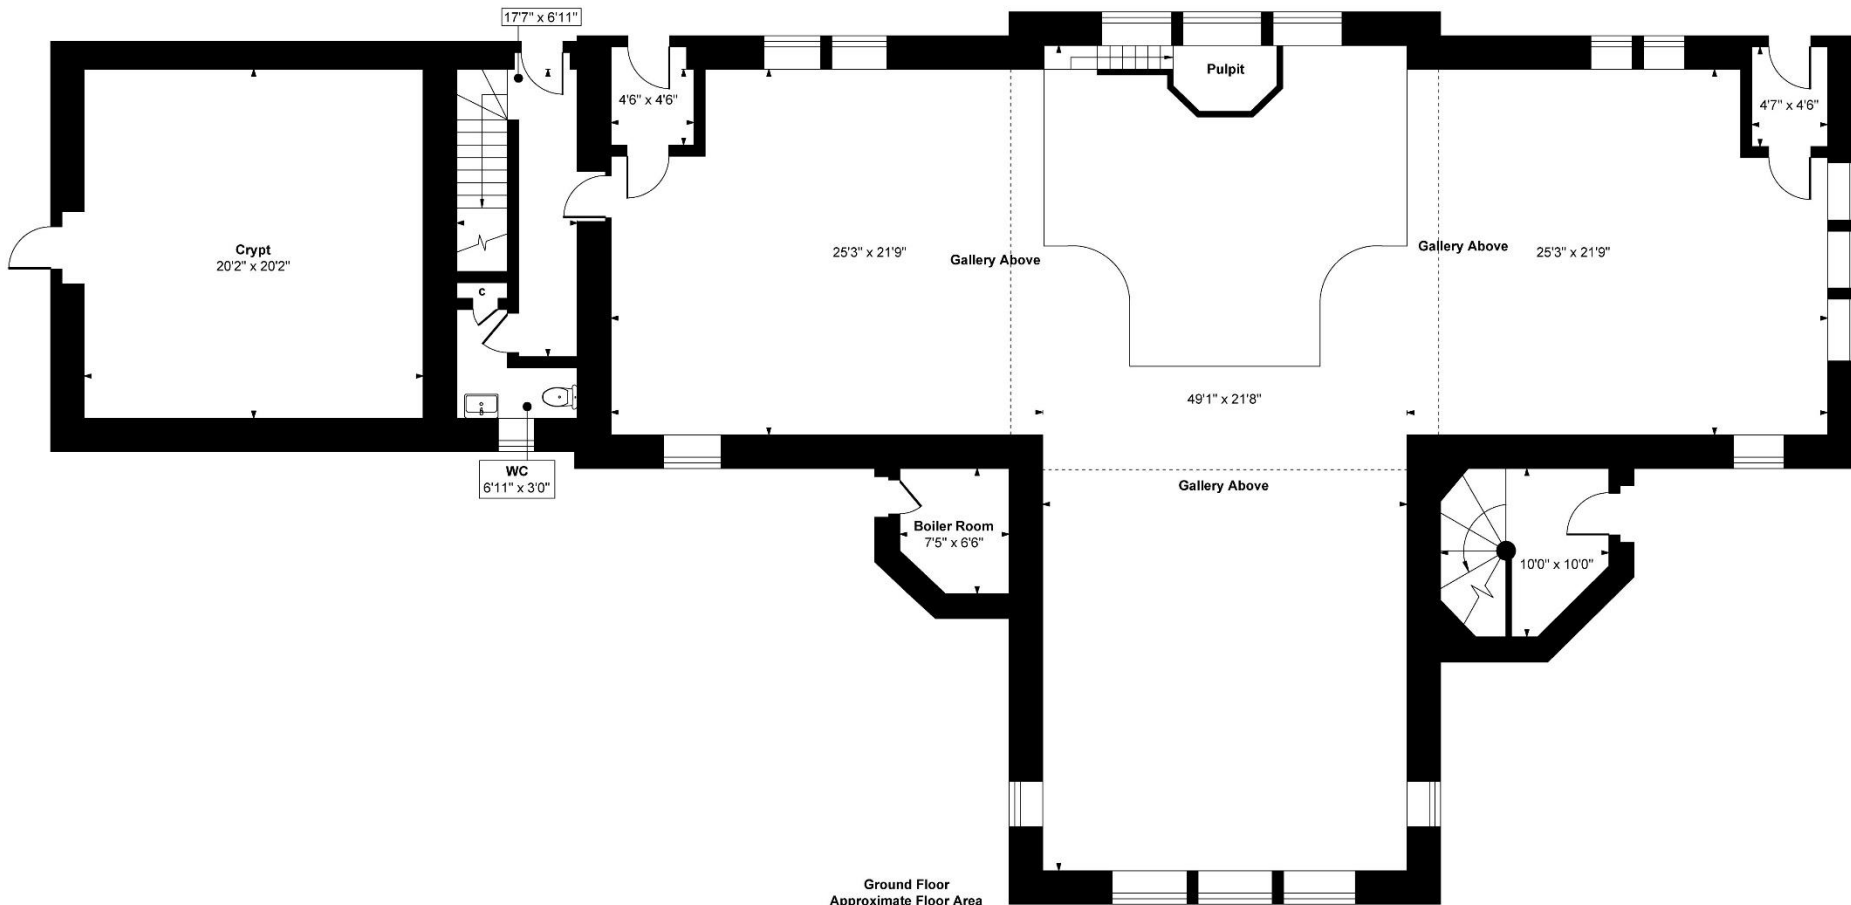 17'7" x 6'11"
Pulpit
4'6" x 4'6"
4'7" x 4'6"
Crypt
20'2" x 20'2"
25'3" x 21'9"
Gallery Above
Gallery Above
25'3" x 21'9"
c
49'1" x 21'8"
WC
6'11" x 3'0"
Gallery Above
Boiler Room
7'5" x 6'6"
10'0" x 10'0"
Ground Floor
Approximate Floor Area